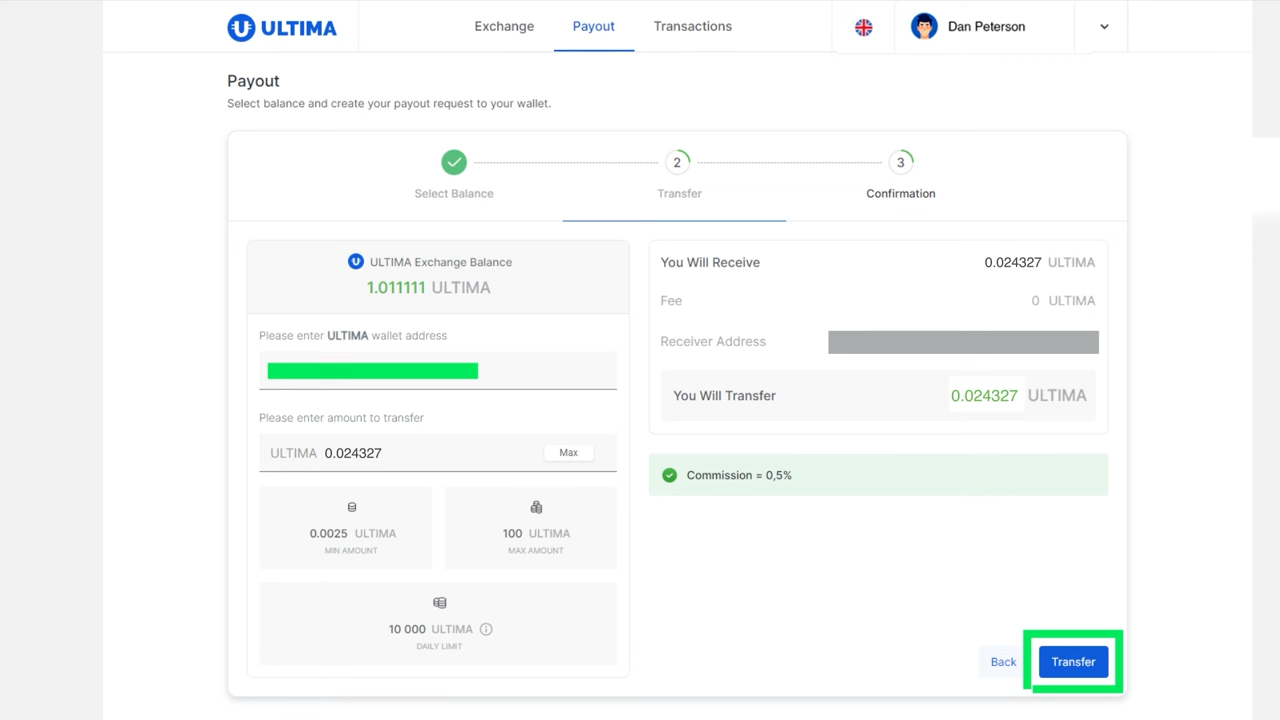 ULTIMA
Exchange
Payout
Transactions
Dan Peterson
Payout
Select balance and create your payout request to your wallet.
2
3
Select Balance
Transfer
Confirmation
ULTIMA Exchange Balance
1.011111 ULTIMA
Please enter ULTIMA wallet address
Please enter amount to transfer
ULTIMA 0.024327
Max
0.0025 ULTIMA
MIN AMOUNT
100 ULTIMA
MAX AMOUNT
10 000 ULTIMA
DAILY LIMIT
You Will Receive 0.024327 ULTIMA
Fee 0 ULTIMA
Receiver Address
You Will Transfer 0.024327 ULTIMA
Commission = 0,5%
Back
Transfer